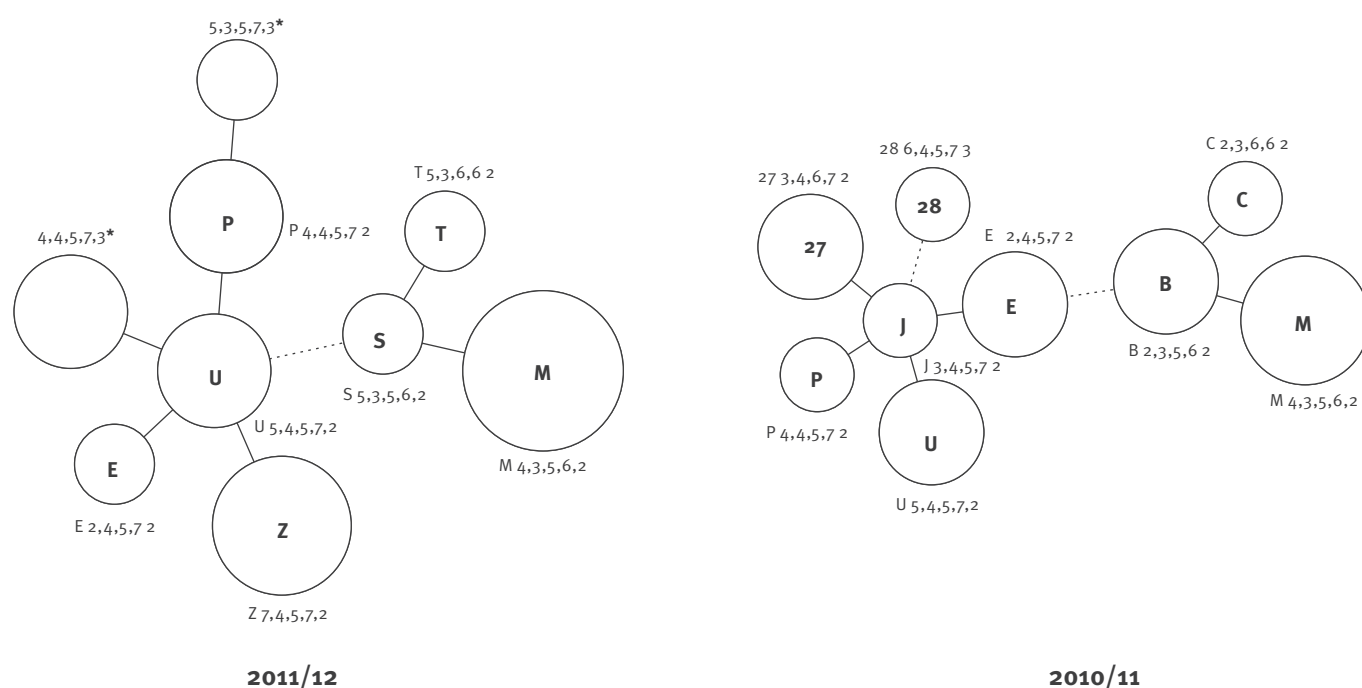 5,3,5,7,3*
P
P 4,4,5,7 2
4,4,5,7,3*
T 5,3,6,6 2
T
S
S 5,3,5,6,2
M
M 4,3,5,6,2
U
U 5,4,5,7,2
E
E 2,4,5,7 2
Z
Z 7,4,5,7,2
2011/12
28 6,4,5,7 3
28
27 3,4,6,7 2
27
E 2,4,5,7 2
E
J
J 3,4,5,7 2
P
P 4,4,5,7 2
U
U 5,4,5,7,2
C 2,3,6,6 2
C
B
B 2,3,5,6 2
M
M 4,3,5,6,2
2010/11